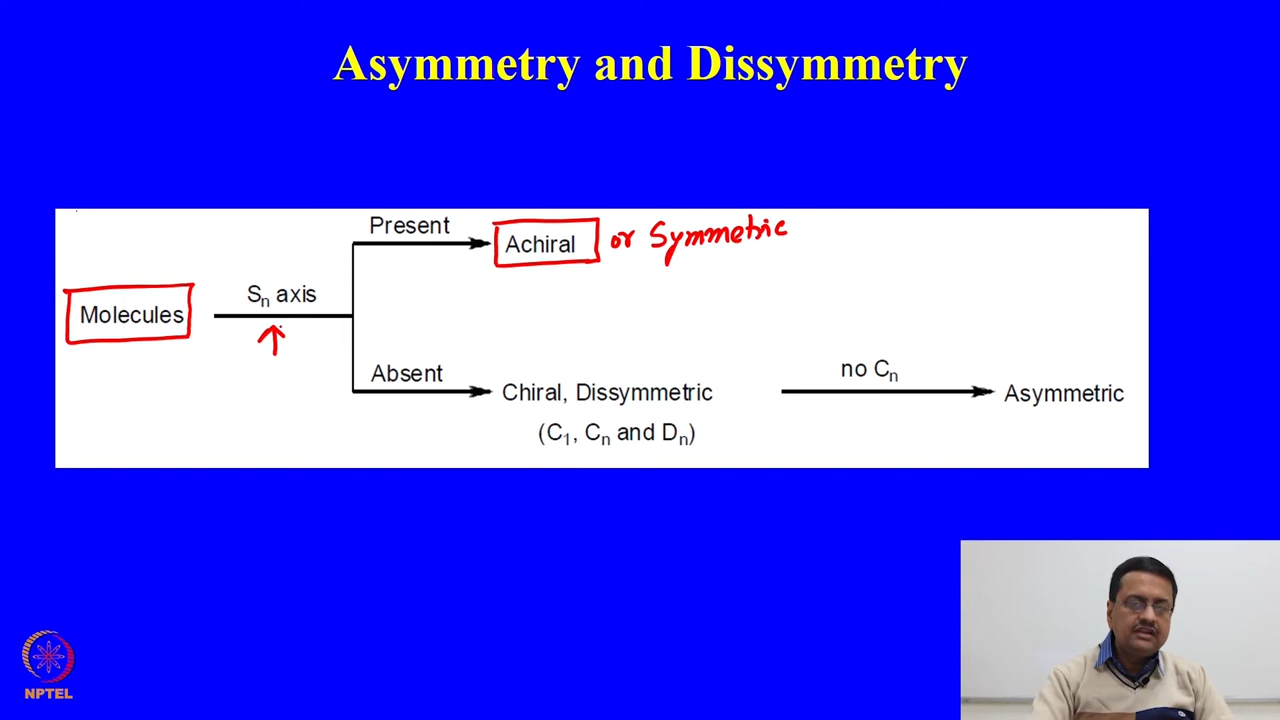 Asymmetry and Dissymmetry
Present
Achiral or Symmetric
Sn axis
Molecules
Absent
Chiral, Dissymmetric
no Cn
Asymmetric
(C1, Cn and Dn)
NPTEL